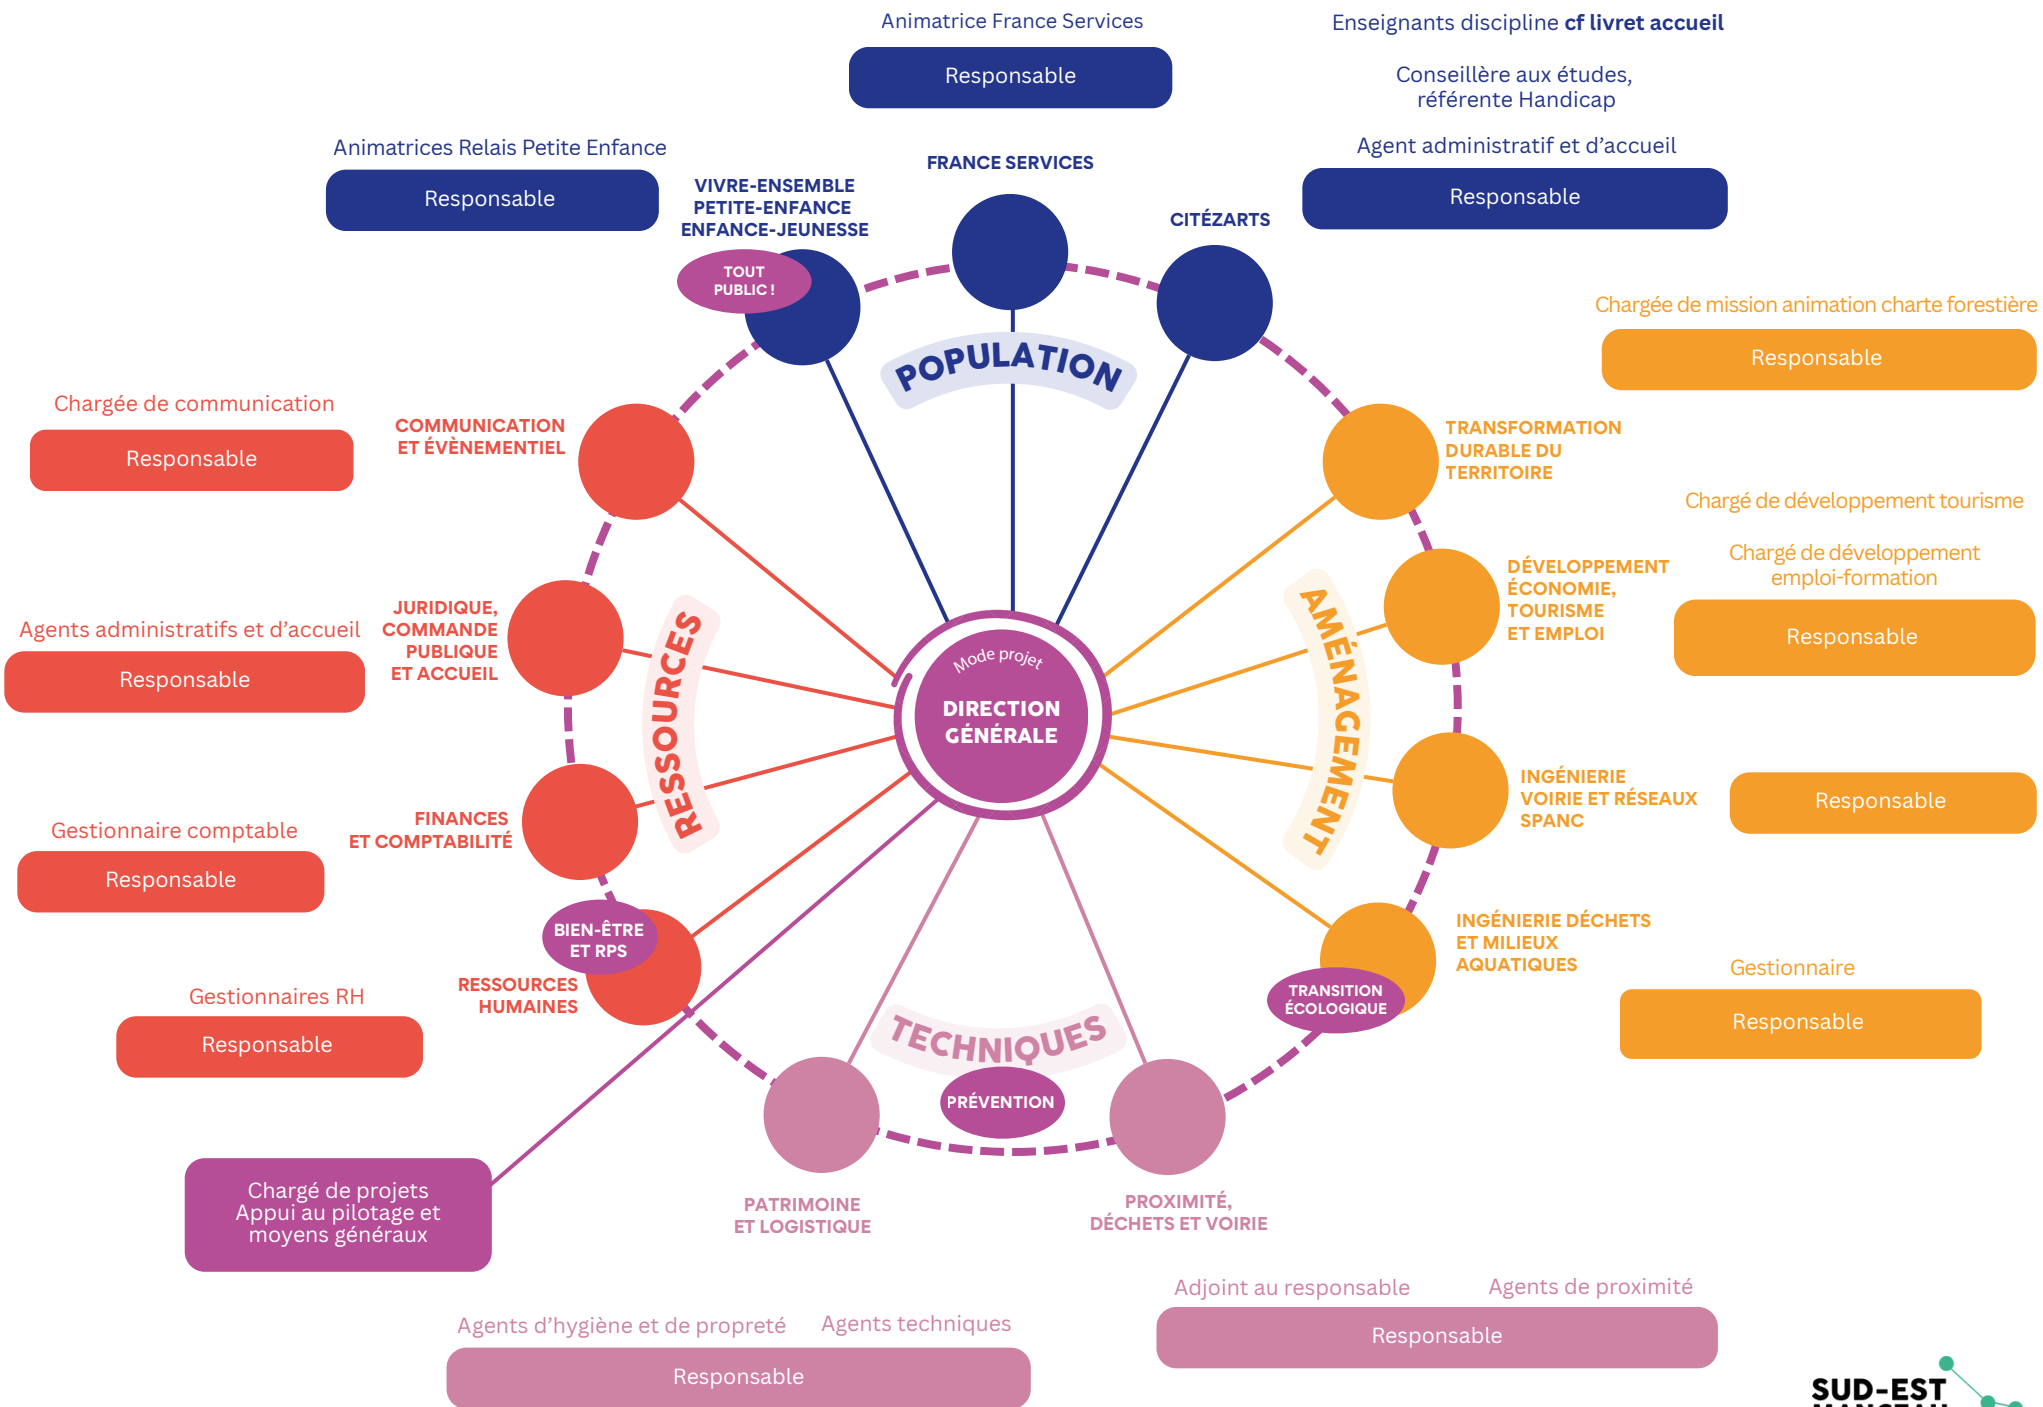 Animatrice France Services
Responsable
Enseignants discipline cf livret accueil
Conseillère aux études,
référente Handicap
Agent administratif et d'accueil
Responsable
Animatrices Relais Petite Enfance
Responsable
VIVRE-ENSEMBLE
PETITE-ENFANCE
ENFANCE-JEUNESSE
TOUT
PUBLIC !
FRANCE SERVICES
CITÉZARTS
POPULATION
Chargée de mission animation charte forestière
Responsable
TRANSFORMATION
DURABLE DU
TERRITOIRE
Chargé de développement tourisme
Chargé de développement
emploi-formation
Responsable
DÉVELOPPEMENT
ÉCONOMIE,
TOURISME
ET EMPLOI
AMÉNAGEMENT
INGÉNIERIE
VOIRIE ET RÉSEAUX
SPANC
Responsable
INGÉNIERIE DÉCHETS
ET MILIEUX
AQUATIQUES
TRANSITION
ÉCOLOGIQUE
Gestionnaire
Responsable
Chargée de communication
Responsable
COMMUNICATION
ET ÉVÈNEMENTIEL
Agents administratifs et d'accueil
Responsable
JURIDIQUE,
COMMANDE
PUBLIQUE
ET ACCUEIL
RESSOURCES
Mode projet
DIRECTION
GÉNÉRALE
Gestionnaire comptable
Responsable
FINANCES
ET COMPTABILITÉ
BIEN-ÊTRE
ET RPS
RESSOURCES
HUMAINES
Gestionnaires RH
Responsable
Chargé de projets
Appui au pilotage et
moyens généraux
TECHNIQUES
PRÉVENTION
PATRIMOINE
ET LOGISTIQUE
PROXIMITÉ,
DÉCHETS ET VOIRIE
Agents d'hygiène et de propreté
Agents techniques
Responsable
Adjoint au responsable
Agents de proximité
Responsable
SUD-EST
MANCEAU